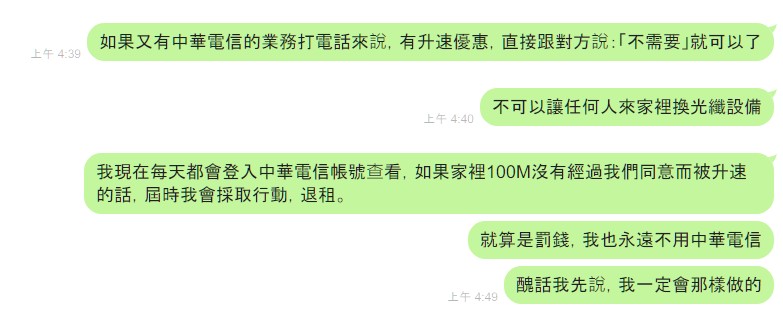 如果又有中華電信的業務打電話來說, 有升速優惠, 直接跟對方說:「不需要」就可以了
上午 4:39
不可以讓任何人來家裡換光纖設備
上午 4:40
我現在每天都會登入中華電信帳號查看, 如果家裡100M沒有經過我們同意而被升速
的話, 屆時我會採取行動, 退租。
就算是罰錢, 我也永遠不用中華電信
醜話我先說, 我一定會那樣做的
上午 4:49